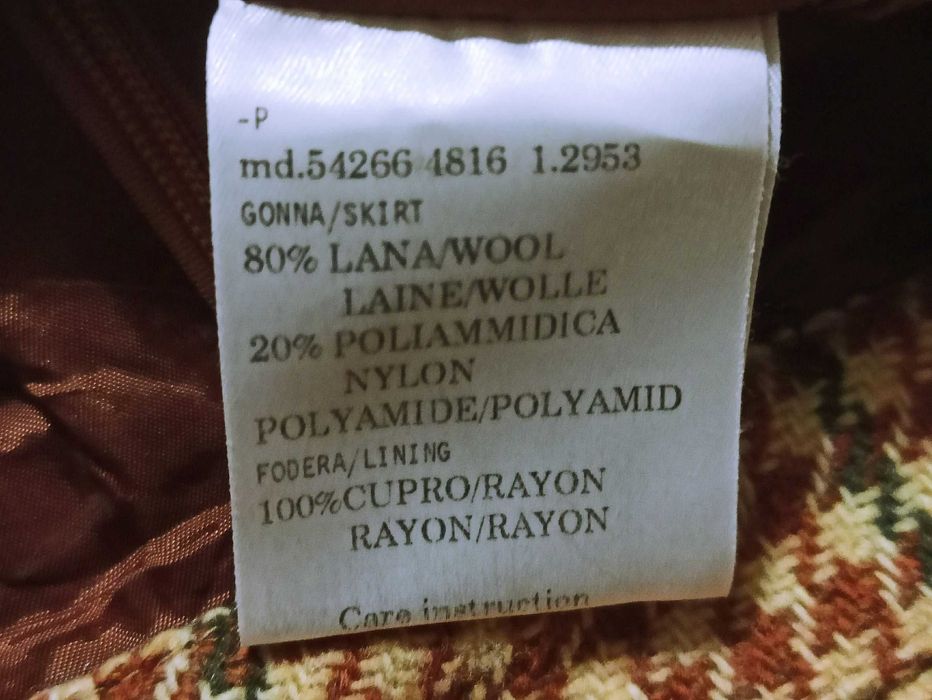 -P
md.54266 4816 1.2953
GONNA/SKIRT
80% LANA/WOOL
LAINE/WOLLE
20% POLIAMMIDICA
NYLON
POLYAMIDE/POLYAMID
FODERA/LINING
100%CUPRO/RAYON
RAYON/RAYON
Care instruction